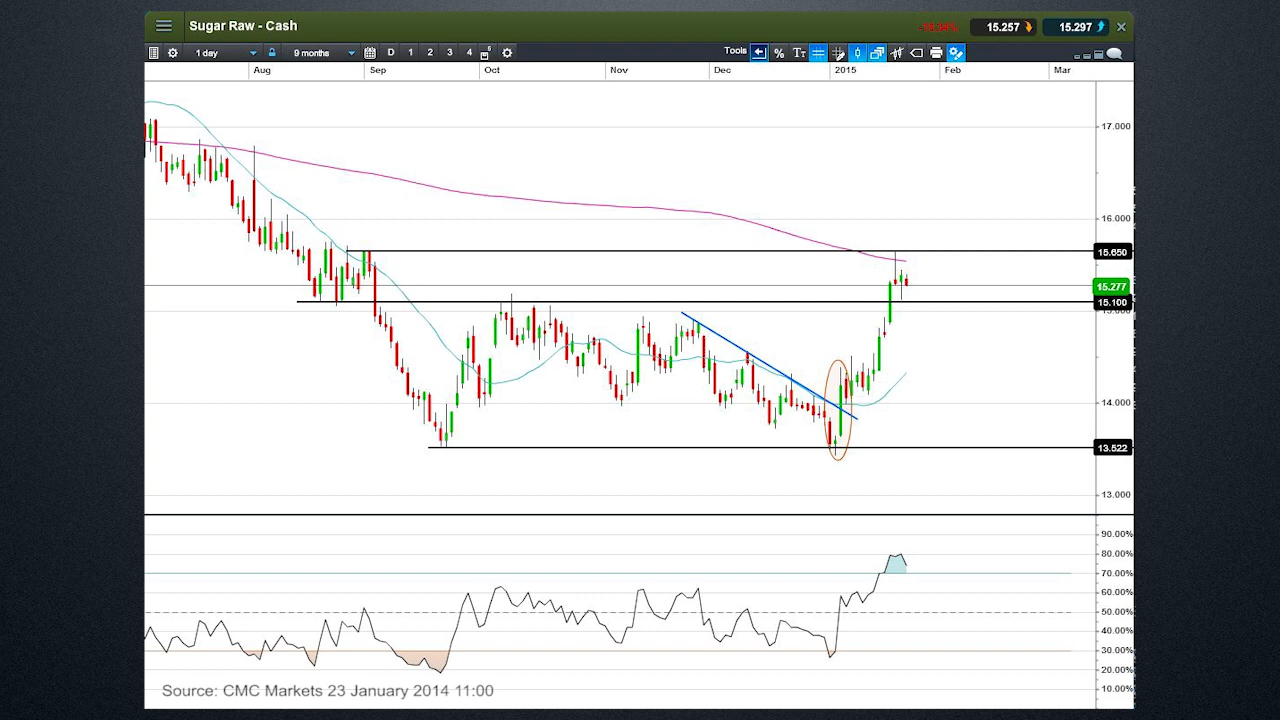 Sugar Raw - Cash
15.257
15.297
1 day
9 months
D 1 2 3 4
Tools
Aug Sep Oct Nov Dec 2015 Feb Mar
17.000
16.000
15.650
15.277
15.100
14.000
13.522
13.000
90.00%
80.00%
70.00%
60.00%
50.00%
40.00%
30.00%
20.00%
10.00%
Source: CMC Markets 23 January 2014 11:00